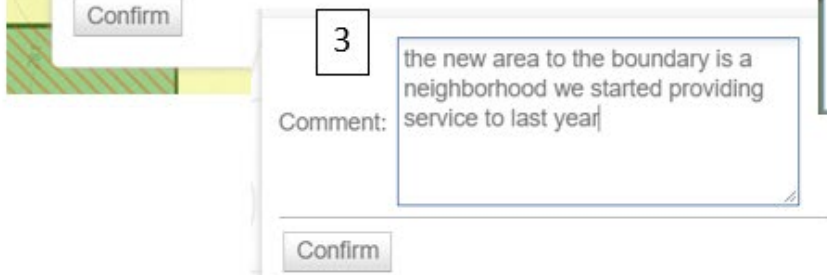 Confirm
3
the new area to the boundary is a
neighborhood we started providing
Comment: service to last year
Confirm